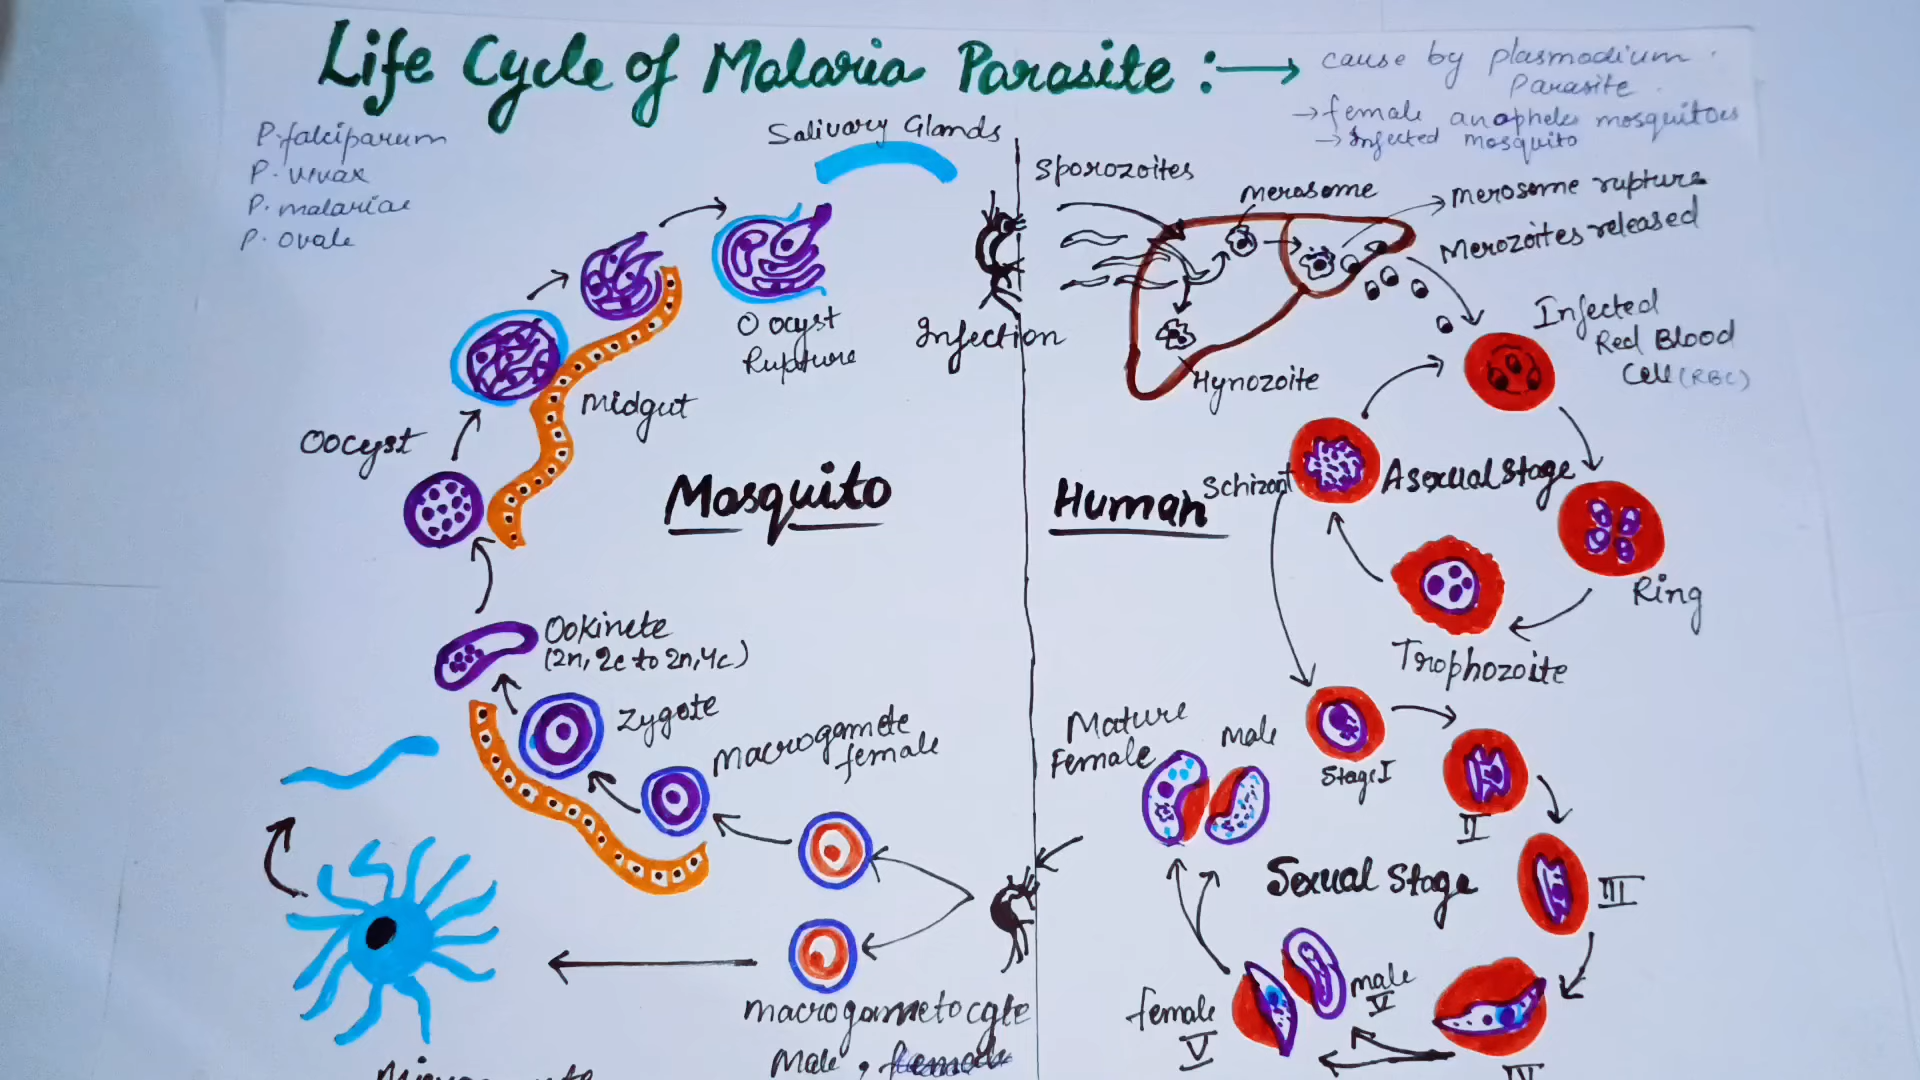 Life Cycle of Malaria Parasite :→
cause by plasmodium
Parasite
→ female anopheles mosquitoes
→ Infected mosquito
P. falciparum
P. vivax
P. malariae
P. ovale
Salivary Glands
Oocyst
Rupture
Infection
Midgut
Oocyst
Mosquito
Ookinete
(2n, 2c to 2n, 4c)
Zygote
Macrogamete
female
macrogametocyte
Male,
Sporozoites
merosome
→ merosome rupture
Merozoites released
Hynozoite
Infected
Red Blood
Cell (RBC)
Human
Schizont
Asexual Stage
Ring
Trophozoite
Mature
Female
Male
Stage I
II
Sexual Stage
III
male
V
female
V
IV